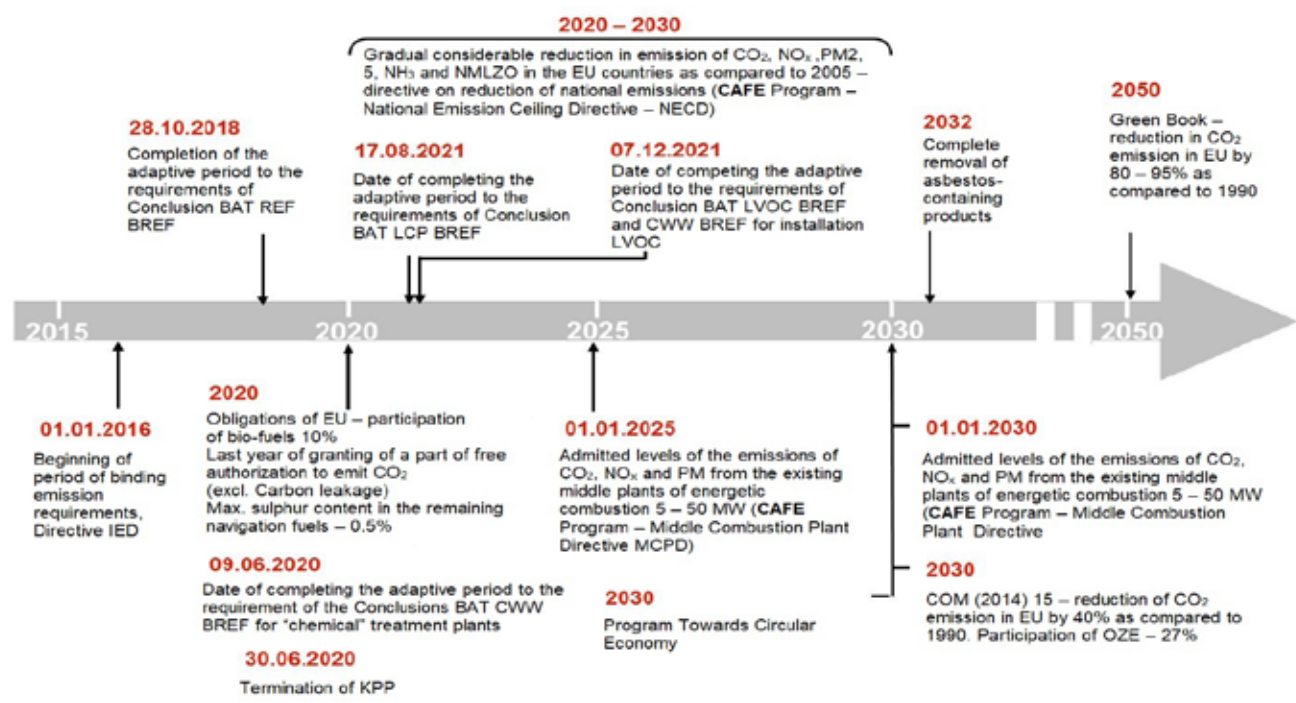 2020 – 2030
Gradual considerable reduction in emission of CO₂, NOₓ ,PM2,
5, NH₃ and NMLZO in the EU countries as compared to 2005 –
directive on reduction of national emissions (CAFE Program –
National Emission Ceiling Directive – NECD)
28.10.2018
Completion of the
adaptive period to the
requirements of
Conclusion BAT REF
BREF
17.08.2021
Date of completing the
adaptive period to the
requirements of Conclusion
BAT LCP BREF
07.12.2021
Date of competing the adaptive
period to the requirements of
Conclusion BAT LVOC BREF
and CWW BREF for installation
LVOC
2032
Complete
removal of
asbestos-
containing
products
2050
Green Book –
reduction in CO₂
emission in EU by
80 – 95% as
compared to 1990
2015
2020
2025
2030
2050
01.01.2016
Beginning of
period of binding
emission
requirements,
Directive IED
2020
Obligations of EU – participation
of bio-fuels 10%
Last year of granting of a part of free
authorization to emit CO₂
(excl. Carbon leakage)
Max. sulphur content in the remaining
navigation fuels – 0.5%
09.06.2020
Date of completing the adaptive period to the
requirement of the Conclusions BAT CWW
BREF for "chemical" treatment plants
30.06.2020
Termination of KPP
01.01.2025
Admitted levels of the emissions of
CO₂, NOₓ and PM from the existing
middle plants of energetic
combustion 5 – 50 MW (CAFE
Program – Middle Combustion Plant
Directive MCPD)
2030
Program Towards Circular
Economy
01.01.2030
Admitted levels of the emissions of CO₂,
NOₓ and PM from the existing middle
plants of energetic combustion 5 – 50 MW
(CAFE Program – Middle Combustion
Plant Directive
2030
COM (2014) 15 – reduction of CO₂
emission in EU by 40% as compared to
1990. Participation of OZE – 27%